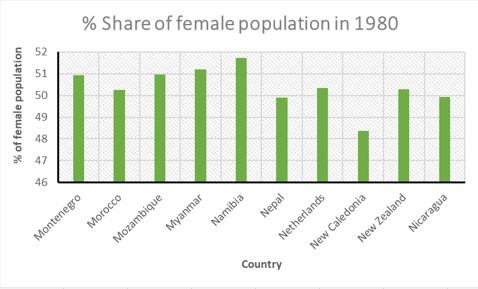 % Share of female population in 1980
% of female population
52
51
50
49
48
47
46
Montenegro
Morocco
Mozambique
Myanmar
Namibia
Nepal
Netherlands
New Caledonia
New Zealand
Nicaragua
Country